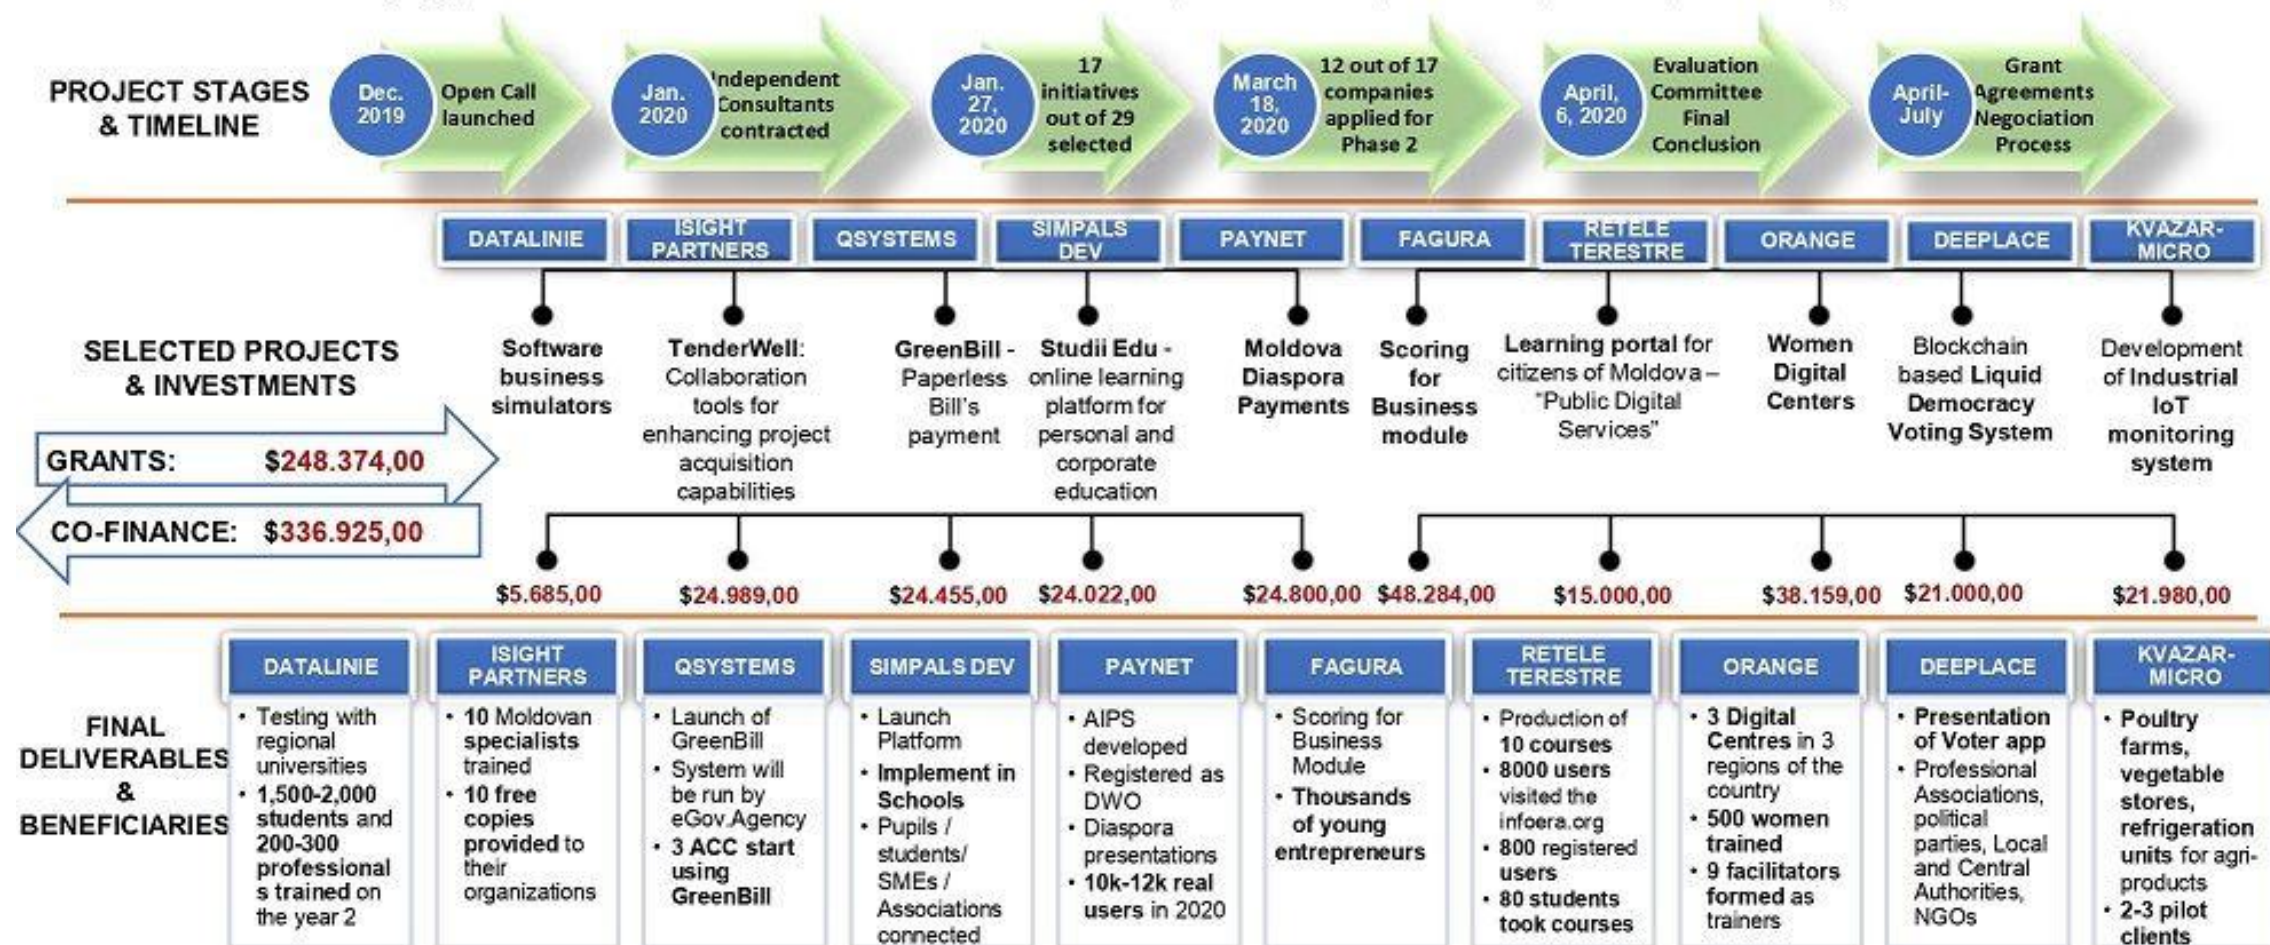 PROJECT STAGES
& TIMELINE
Dec.
2019
Open Call
launched
Jan.
2020
Independent
Consultants
contracted
Jan.
27,
2020
17
initiatives
out of 29
selected
March
18,
2020
12 out of 17
companies
applied for
Phase 2
April,
6, 2020
Evaluation
Committee
Final
Conclusion
April-
July
Grant
Agreements
Negociation
Process
DATALINIE
ISIGHT
PARTNERS
QSYSTEMS
SIMPALS
DEV
PAYNET
FAGURA
RETELE
TERESTRE
ORANGE
DEEPLACE
KVAZAR-
MICRO
SELECTED PROJECTS
& INVESTMENTS
GRANTS: $248.374,00
CO-FINANCE: $336.925,00
Software
business
simulators
TenderWell:
Collaboration
tools for
enhancing project
acquisition
capabilities
GreenBill -
Paperless
Bill's
payment
Studii Edu -
online learning
platform for
personal and
corporate
education
Moldova
Diaspora
Payments
Scoring
for
Business
module
Learning portal for
citizens of Moldova –
"Public Digital
Services"
Women
Digital
Centers
Blockchain
based Liquid
Democracy
Voting System
Development
of Industrial
IoT
monitoring
system
$5.685,00
$24.989,00
$24.455,00
$24.022,00
$24.800,00
$48.284,00
$15.000,00
$38.159,00
$21.000,00
$21.980,00
FINAL
DELIVERABLES
&
BENEFICIARIES
DATALINIE
• Testing with
regional
universities
• 1,500-2,000
students and
200-300
professional
s trained on
the year 2
ISIGHT
PARTNERS
• 10 Moldovan
specialists
trained
• 10 free
copies
provided to
their
organizations
QSYSTEMS
• Launch of
GreenBill
• System will
be run by
eGov.Agency
• 3 ACC start
using
GreenBill
SIMPALS DEV
• Launch
Platform
• Implement in
Schools
• Pupils /
students/
SMEs /
Associations
connected
PAYNET
• AIPS
developed
• Registered as
DWO
• Diaspora
presentations
• 10k-12k real
users in 2020
FAGURA
• Scoring for
Business
Module
• Thousands
of young
entrepreneurs
RETELE
TERESTRE
• Production of
10 courses
• 8000 users
visited the
infoera.org
• 800 registered
users
• 80 students
took courses
ORANGE
• 3 Digital
Centres in 3
regions of the
country
• 500 women
trained
• 9 facilitators
formed as
trainers
DEEPLACE
• Presentation
of Voter app
• Professional
Associations,
political
parties, Local
and Central
Authorities,
NGOs
KVAZAR-
MICRO
• Poultry
farms,
vegetable
stores,
refrigeration
units for agri-
products
• 2-3 pilot
clients